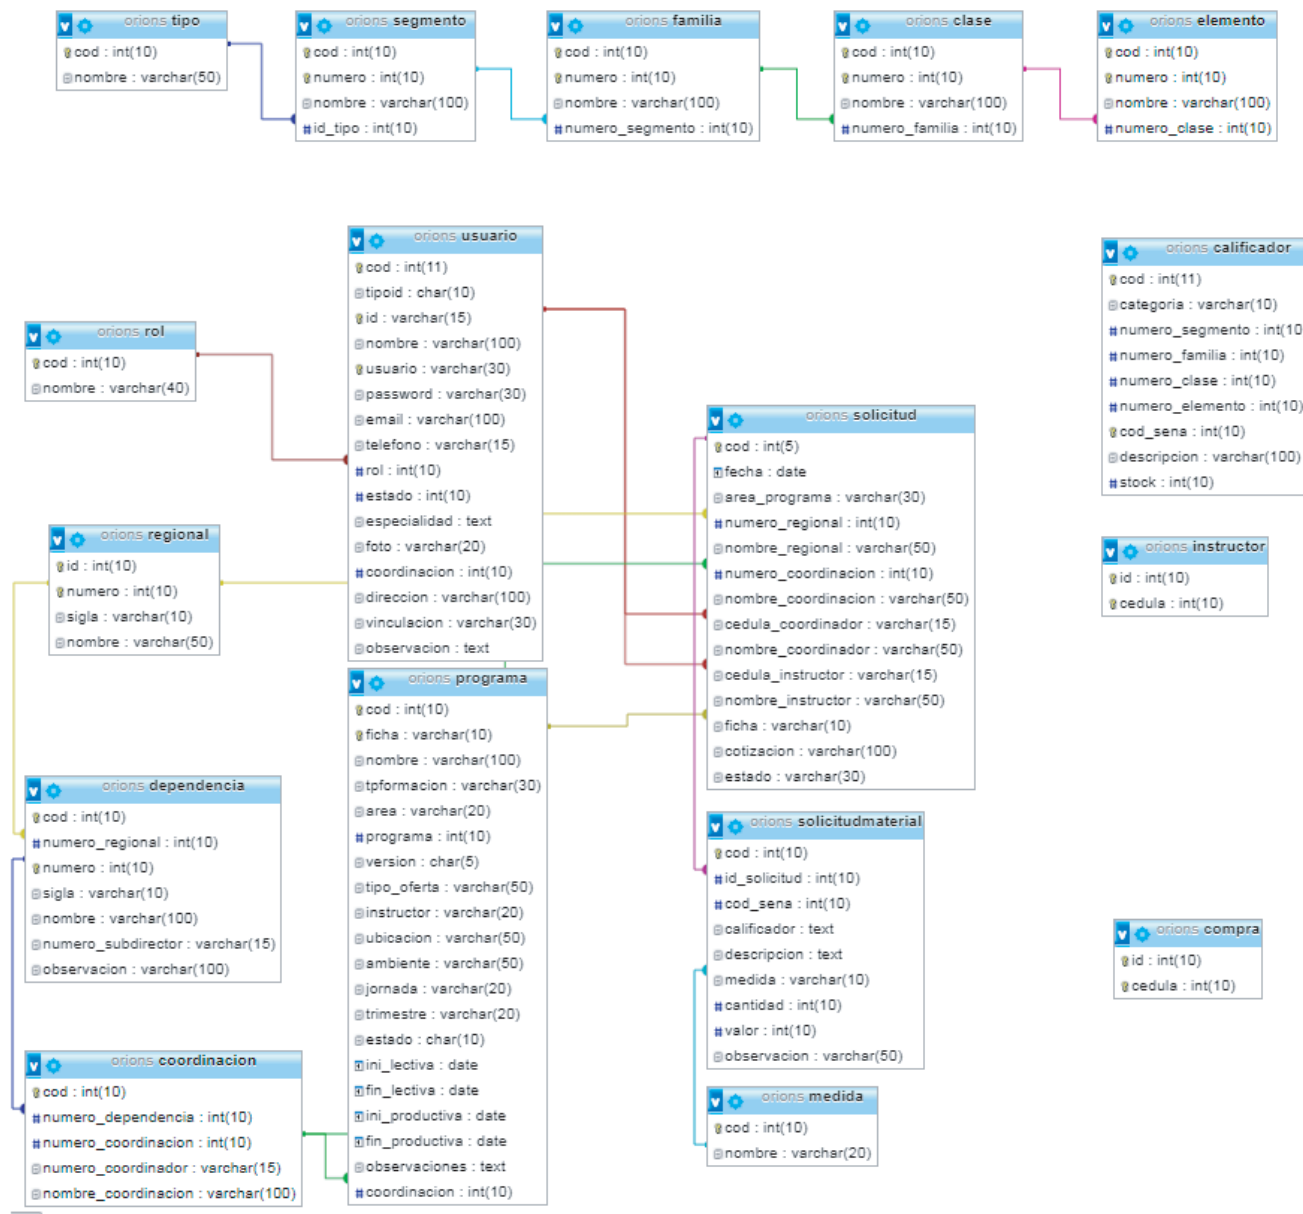 orions tipo
cod : int(10)
nombre : varchar(50)
orions segmento
cod : int(10)
numero : int(10)
nombre : varchar(100)
id_tipo : int(10)
orions familia
cod : int(10)
numero : int(10)
nombre : varchar(100)
numero_segmento : int(10)
orions clase
cod : int(10)
numero : int(10)
nombre : varchar(100)
numero_familia : int(10)
orions elemento
cod : int(10)
numero : int(10)
nombre : varchar(100)
numero_clase : int(10)
orions usuario
cod : int(11)
tipoid : char(10)
id : varchar(15)
nombre : varchar(100)
usuario : varchar(30)
password : varchar(30)
email : varchar(100)
telefono : varchar(15)
rol : int(10)
estado : int(10)
especialidad : text
foto : varchar(20)
coordinacion : int(10)
direccion : varchar(100)
vinculacion : varchar(30)
observacion : text
orions calificador
cod : int(11)
categoria : varchar(10)
numero_segmento : int(10
numero_familia : int(10)
numero_clase : int(10)
numero_elemento : int(10)
cod_sena : int(10)
descripcion : varchar(100)
stock : int(10)
orions rol
cod : int(10)
nombre : varchar(40)
orions solicitud
cod : int(5)
fecha : date
area_programa : varchar(30)
numero_regional : int(10)
nombre_regional : varchar(50)
numero_coordinacion : int(10)
nombre_coordinacion : varchar(50)
cedula_coordinador : varchar(15)
nombre_coordinador : varchar(50)
cedula_instructor : varchar(15)
nombre_instructor : varchar(50)
ficha : varchar(10)
cotizacion : varchar(100)
estado : varchar(30)
orions regional
id : int(10)
numero : int(10)
sigla : varchar(10)
nombre : varchar(50)
orions instructor
id : int(10)
cedula : int(10)
orions programa
cod : int(10)
ficha : varchar(10)
nombre : varchar(100)
tpformacion : varchar(30)
area : varchar(20)
programa : int(10)
version : char(5)
tipo_oferta : varchar(50)
instructor : varchar(20)
ubicacion : varchar(50)
ambiente : varchar(50)
jornada : varchar(20)
trimestre : varchar(20)
estado : char(10)
ini_lectiva : date
fin_lectiva : date
ini_productiva : date
fin_productiva : date
observaciones : text
coordinacion : int(10)
orions dependencia
cod : int(10)
numero_regional : int(10)
numero : int(10)
sigla : varchar(10)
nombre : varchar(100)
numero_subdirector : varchar(15)
observacion : varchar(100)
orions solicitudmaterial
cod : int(10)
id_solicitud : int(10)
cod_sena : int(10)
calificador : text
descripcion : text
medida : varchar(10)
cantidad : int(10)
valor : int(10)
observacion : varchar(50)
orions compra
id : int(10)
cedula : int(10)
orions coordinacion
cod : int(10)
numero_dependencia : int(10)
numero_coordinacion : int(10)
numero_coordinador : varchar(15)
nombre_coordinacion : varchar(100)
orions medida
cod : int(10)
nombre : varchar(20)